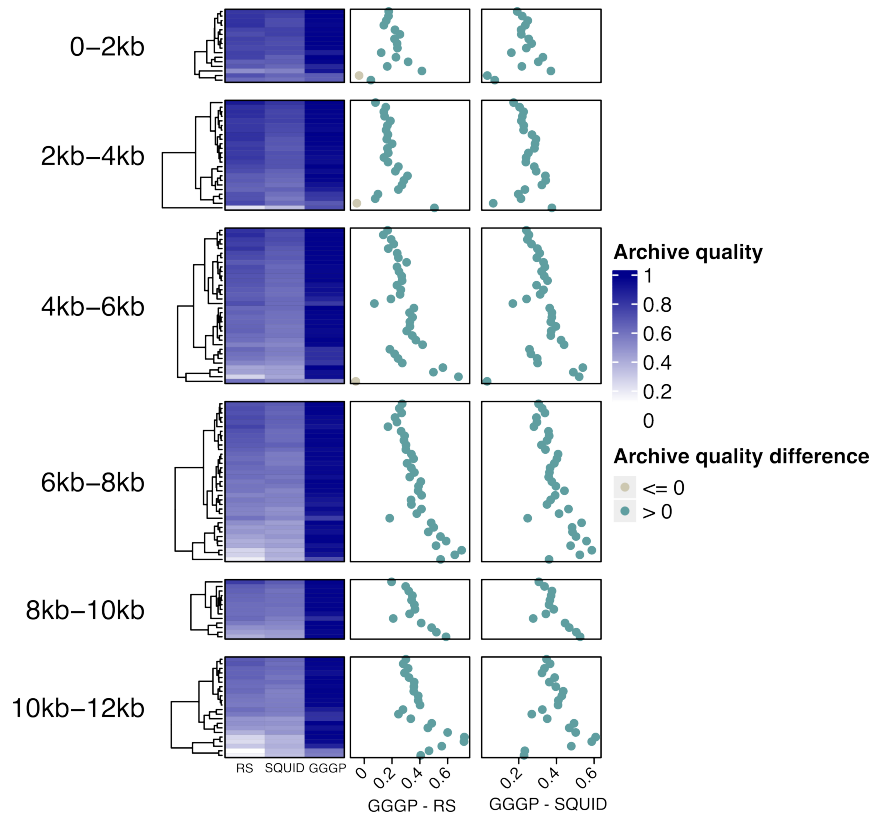 0−2kb
2kb−4kb
4kb−6kb
6kb−8kb
8kb−10kb
10kb−12kb
RS SQUID GGGP
0 0.2 0.4 0.6
GGGP - RS
0.2 0.4 0.6
GGGP - SQUID
Archive quality
1
0.8
0.6
0.4
0.2
0
Archive quality difference
<= 0
> 0